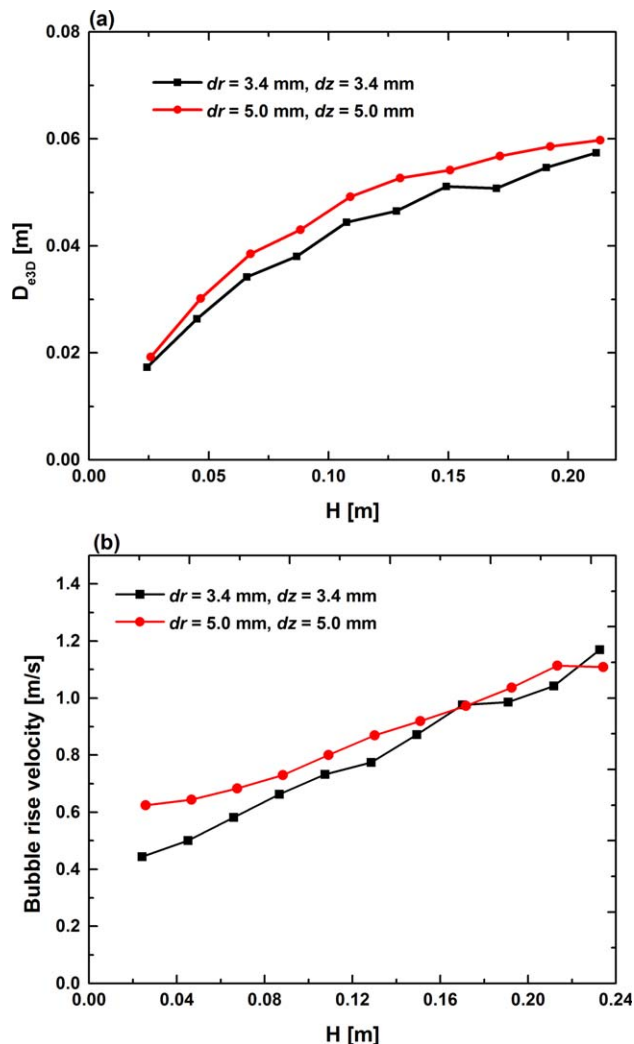 (a)
0.08
0.06
0.04
0.02
0.00
D_e3D [m]
dr = 3.4 mm, dz = 3.4 mm
dr = 5.0 mm, dz = 5.0 mm
0.00 0.05 0.10 0.15 0.20
H [m]
(b)
1.4
1.2
1.0
0.8
0.6
0.4
0.2
0.0
Bubble rise velocity [m/s]
dr = 3.4 mm, dz = 3.4 mm
dr = 5.0 mm, dz = 5.0 mm
0.00 0.04 0.08 0.12 0.16 0.20 0.24
H [m]